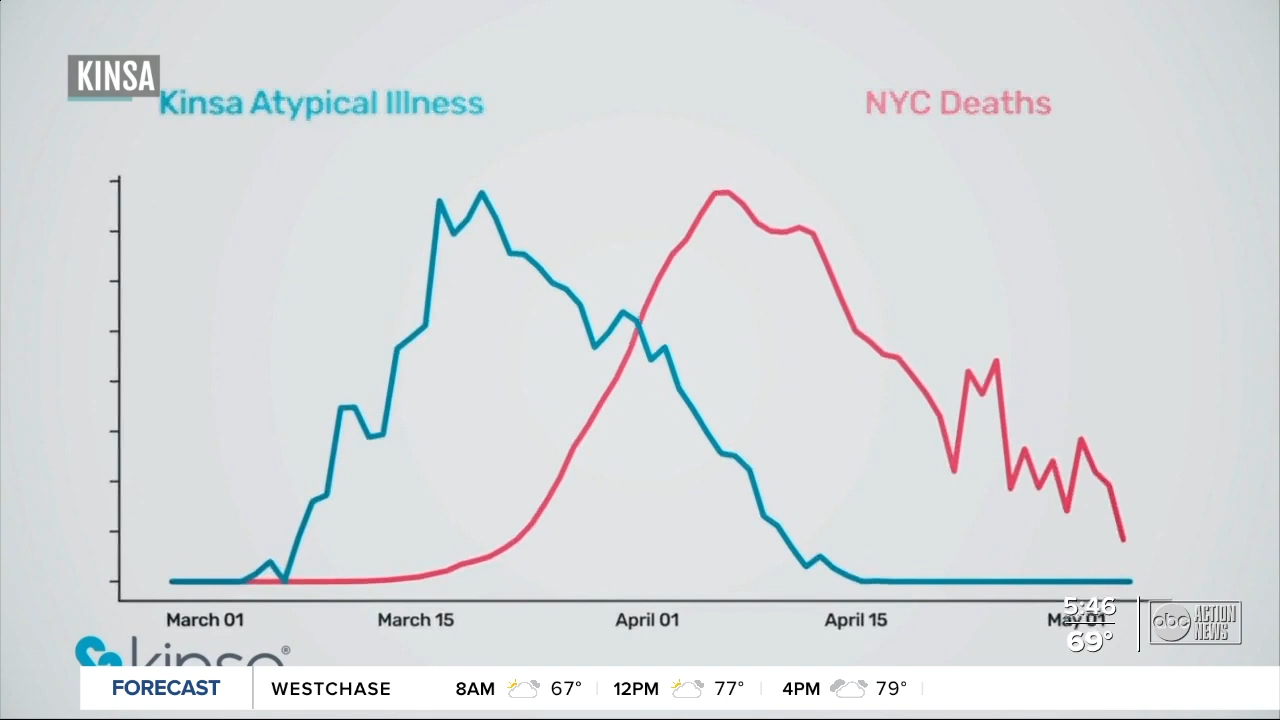 KINSA
Kinsa Atypical Illness
NYC Deaths
March 01
March 15
April 01
April 15
May 01
5:46
69°
abc
ACTION
NEWS
kinsa®
FORECAST
WESTCHASE
8AM 67° 12PM 77° 4PM 79°